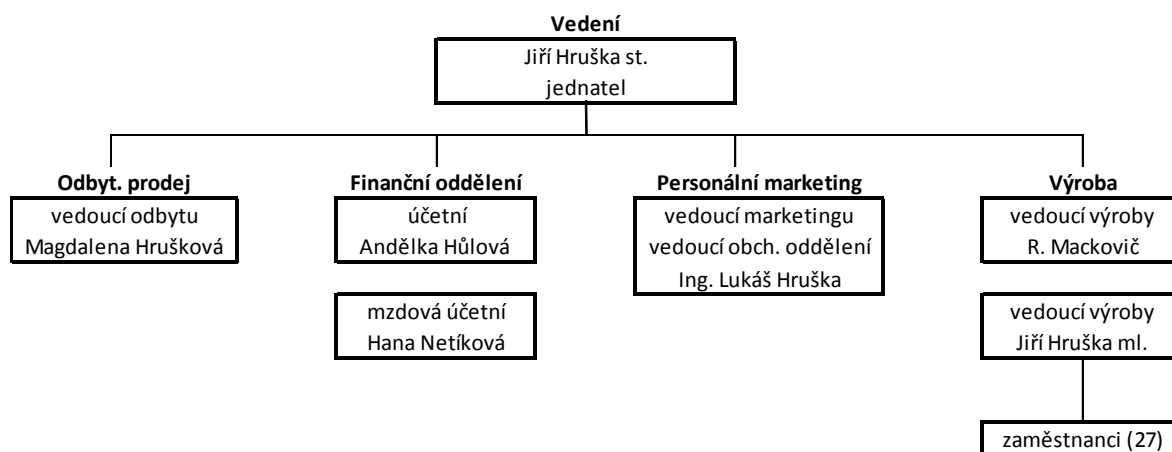 Vedení
Jiří Hruška st.
jednatel
Odbyt. prodej
vedoucí odbytu
Magdalena Hrušková
Finanční oddělení
účetní
Andělka Hůlová
mzdová účetní
Hana Netíková
Personální marketing
vedoucí marketingu
vedoucí obch. oddělení
Ing. Lukáš Hruška
Výroba
vedoucí výroby
R. Mackovič
vedoucí výroby
Jiří Hruška ml.
zaměstnanci (27)